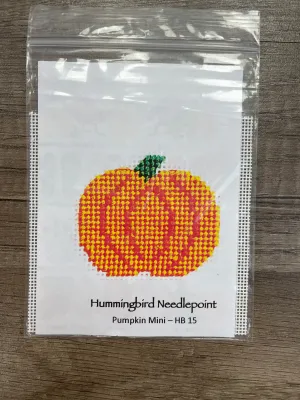 Hummingbird Needlepoint
Pumpkin Mini – HB 15